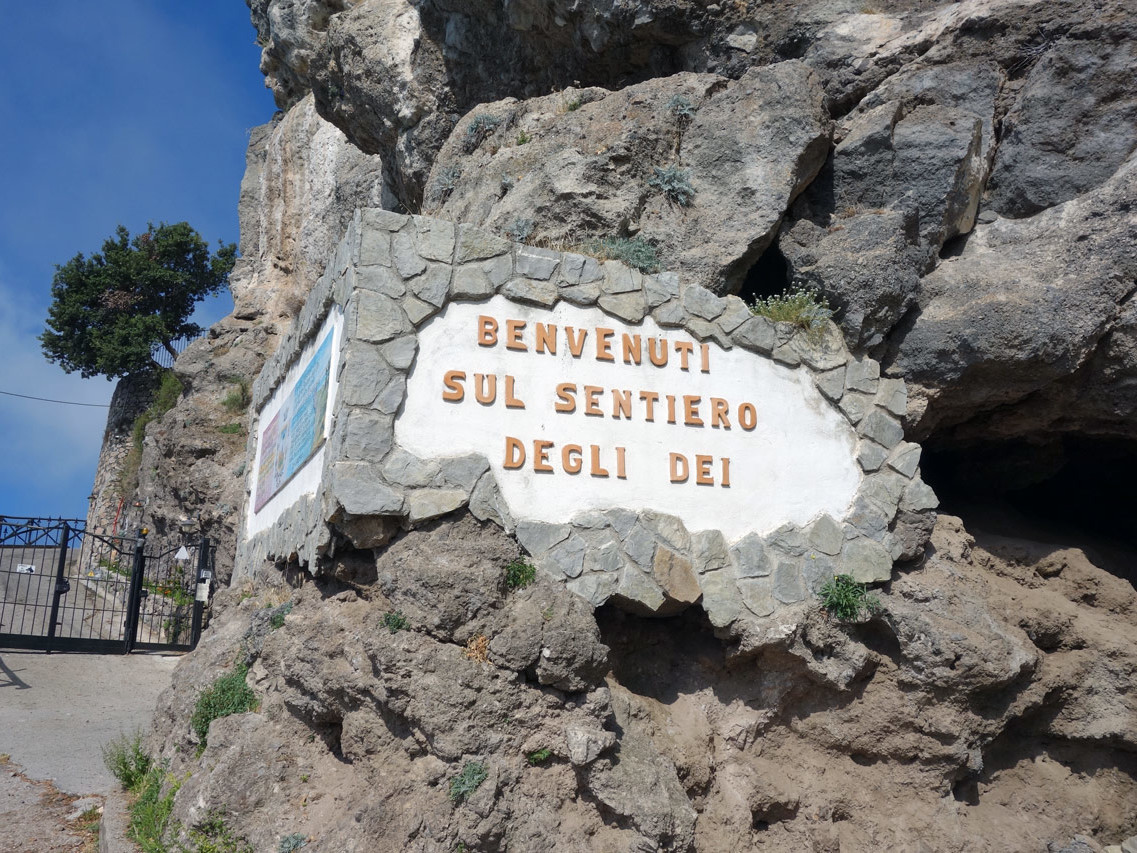 BENVENUTI
SUL SENTIERO
DEGLI DEI